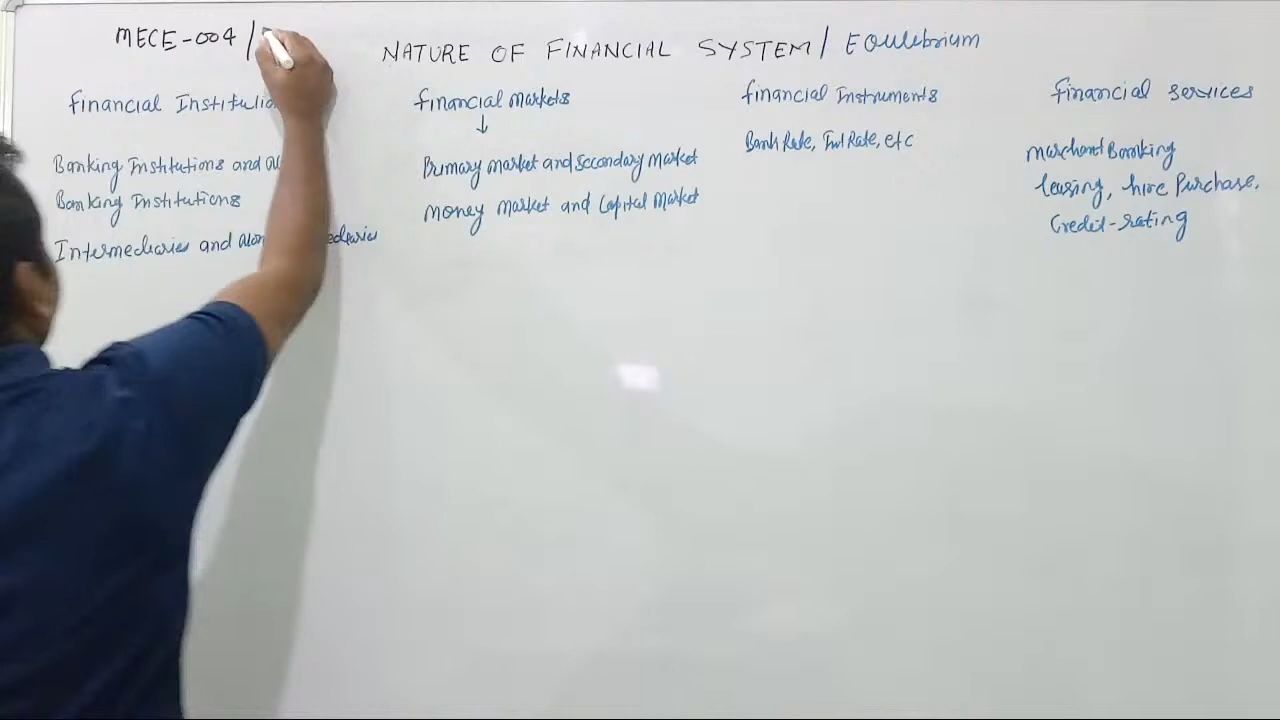 MECE-004 /
NATURE OF FINANCIAL SYSTEM / EQulibrium
financial Institution
Banking Institutions and
Banking Institutions
Intermediaries and
financial markets
↓
Primary market and Secondary market
money market and Capital market
financial Instruments
Bank Rate, Int Rate, etc
financial services
merchant Banking
leasing, hire Purchase,
Credit-rating